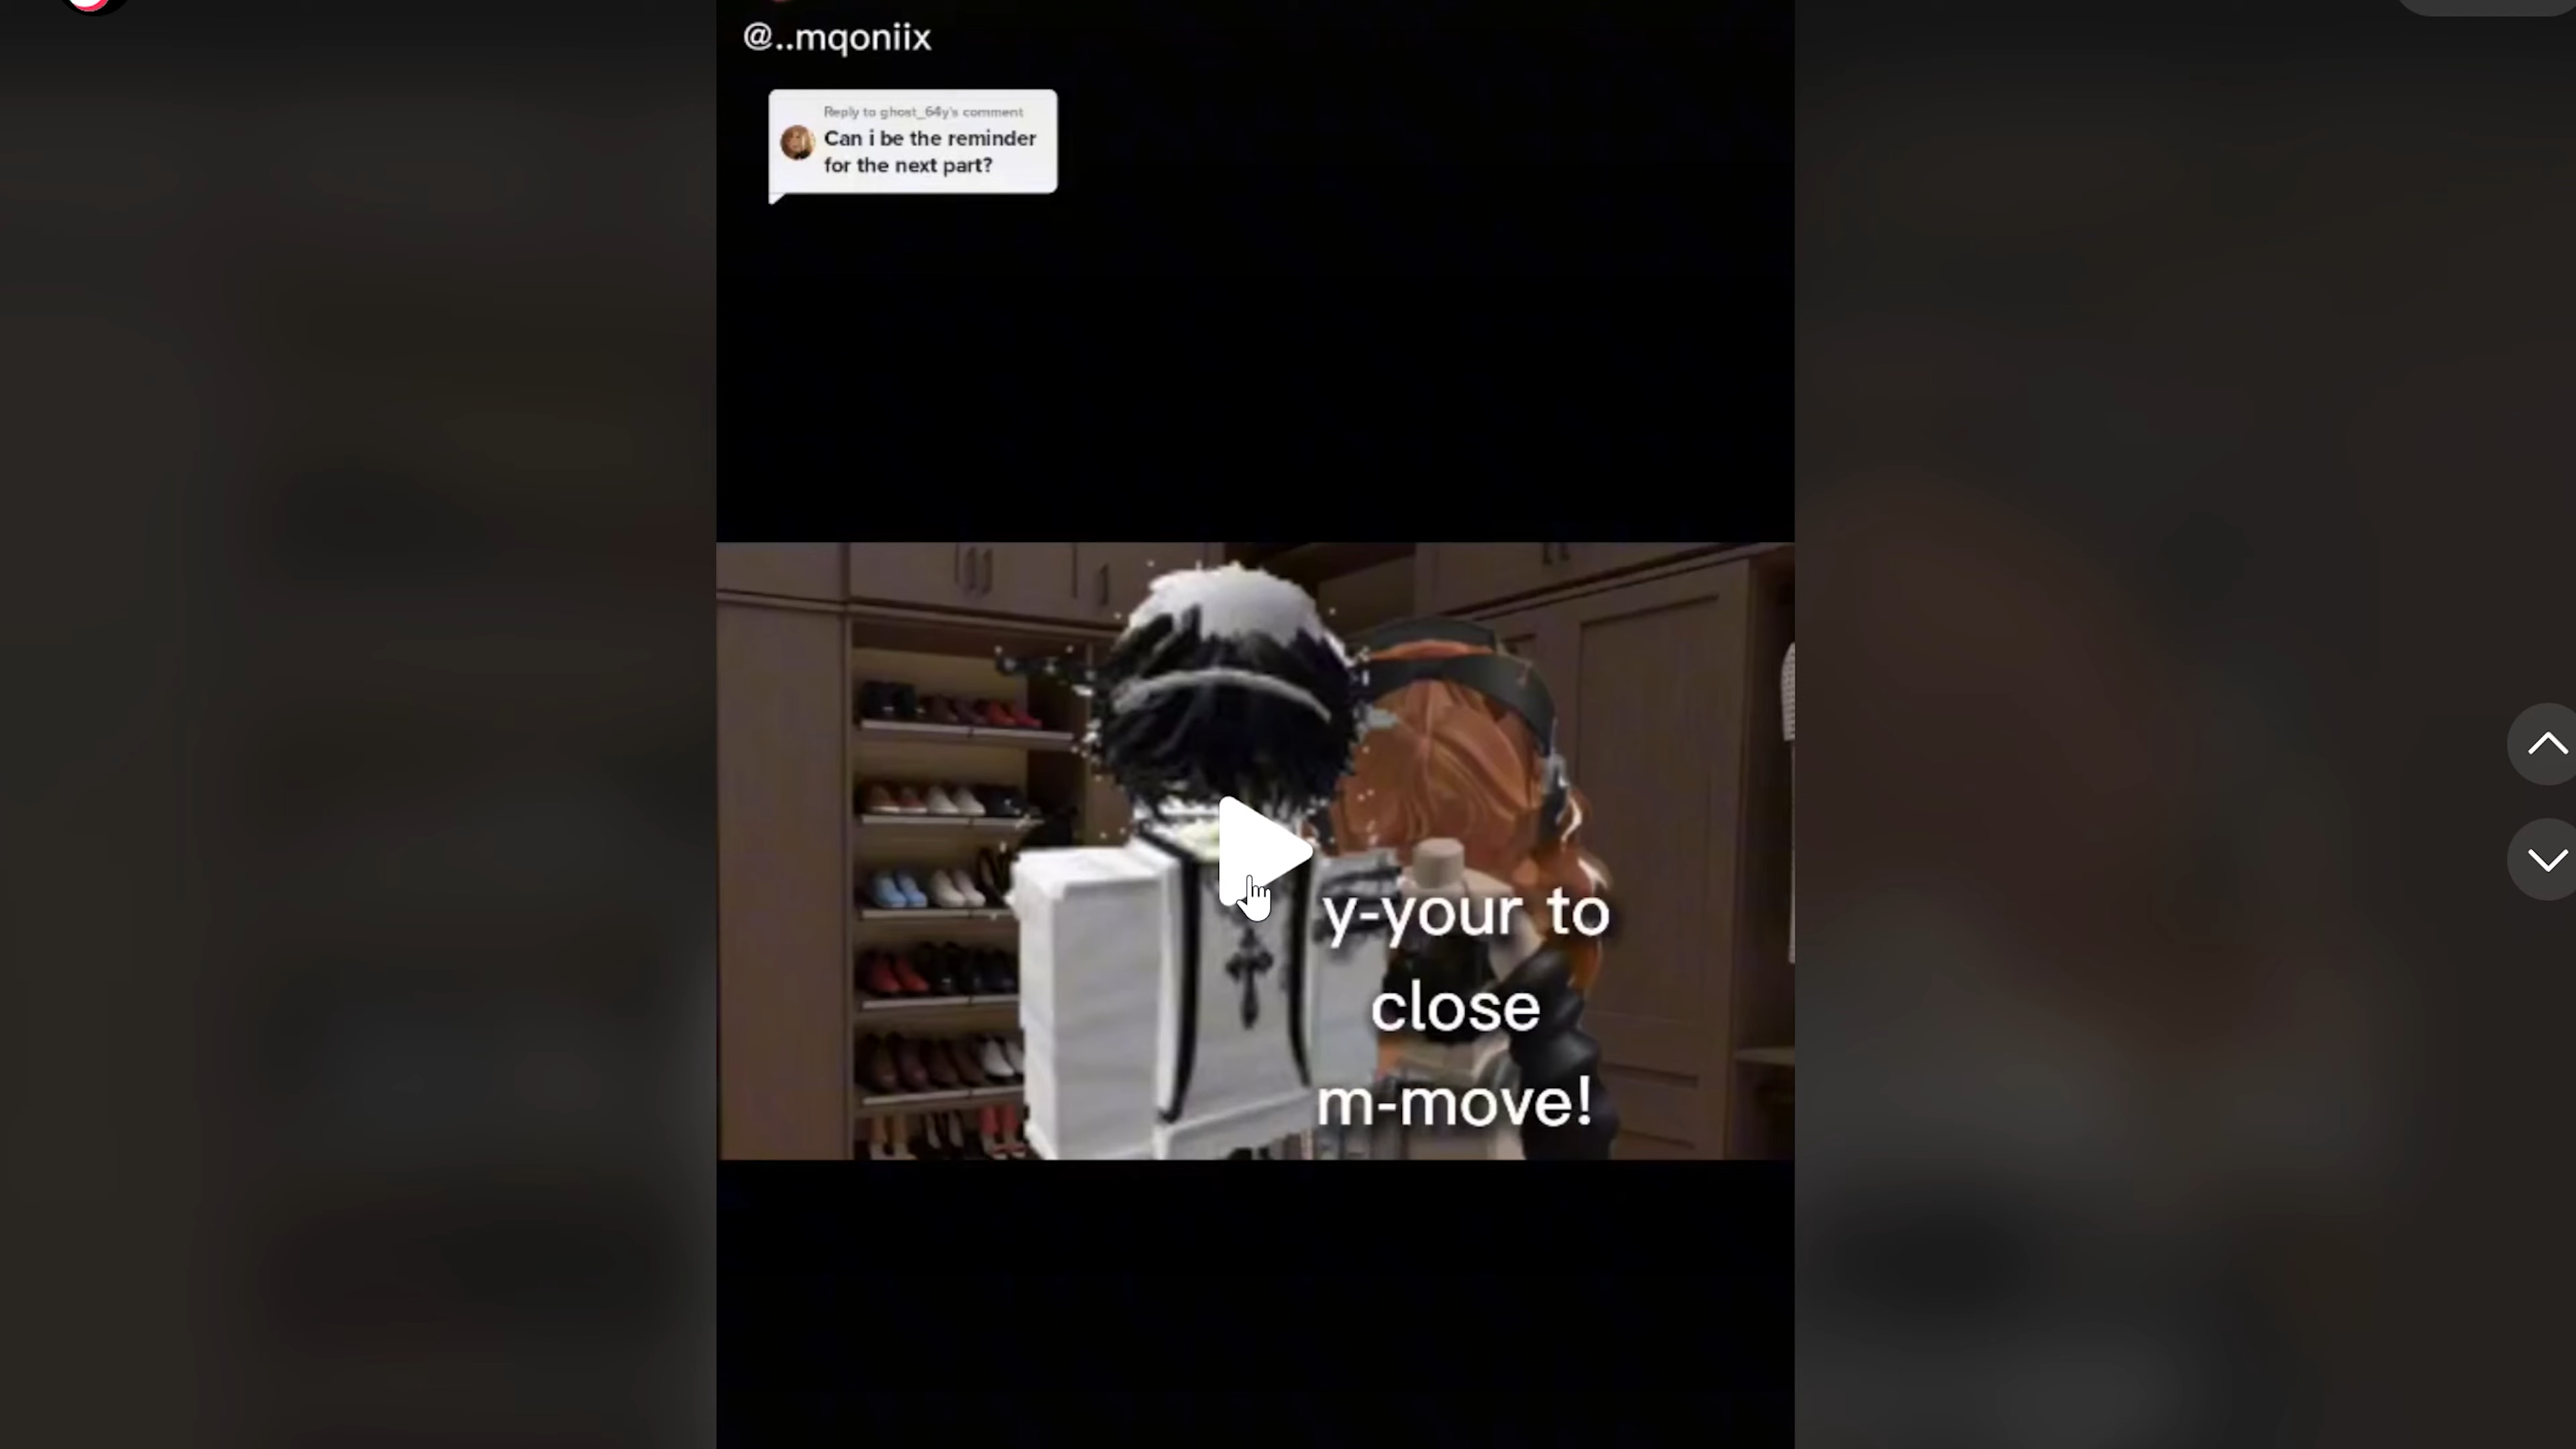 @..mqoniix
Reply to ghost_64y's comment
Can i be the reminder
for the next part?
y-your to
close
m-move!